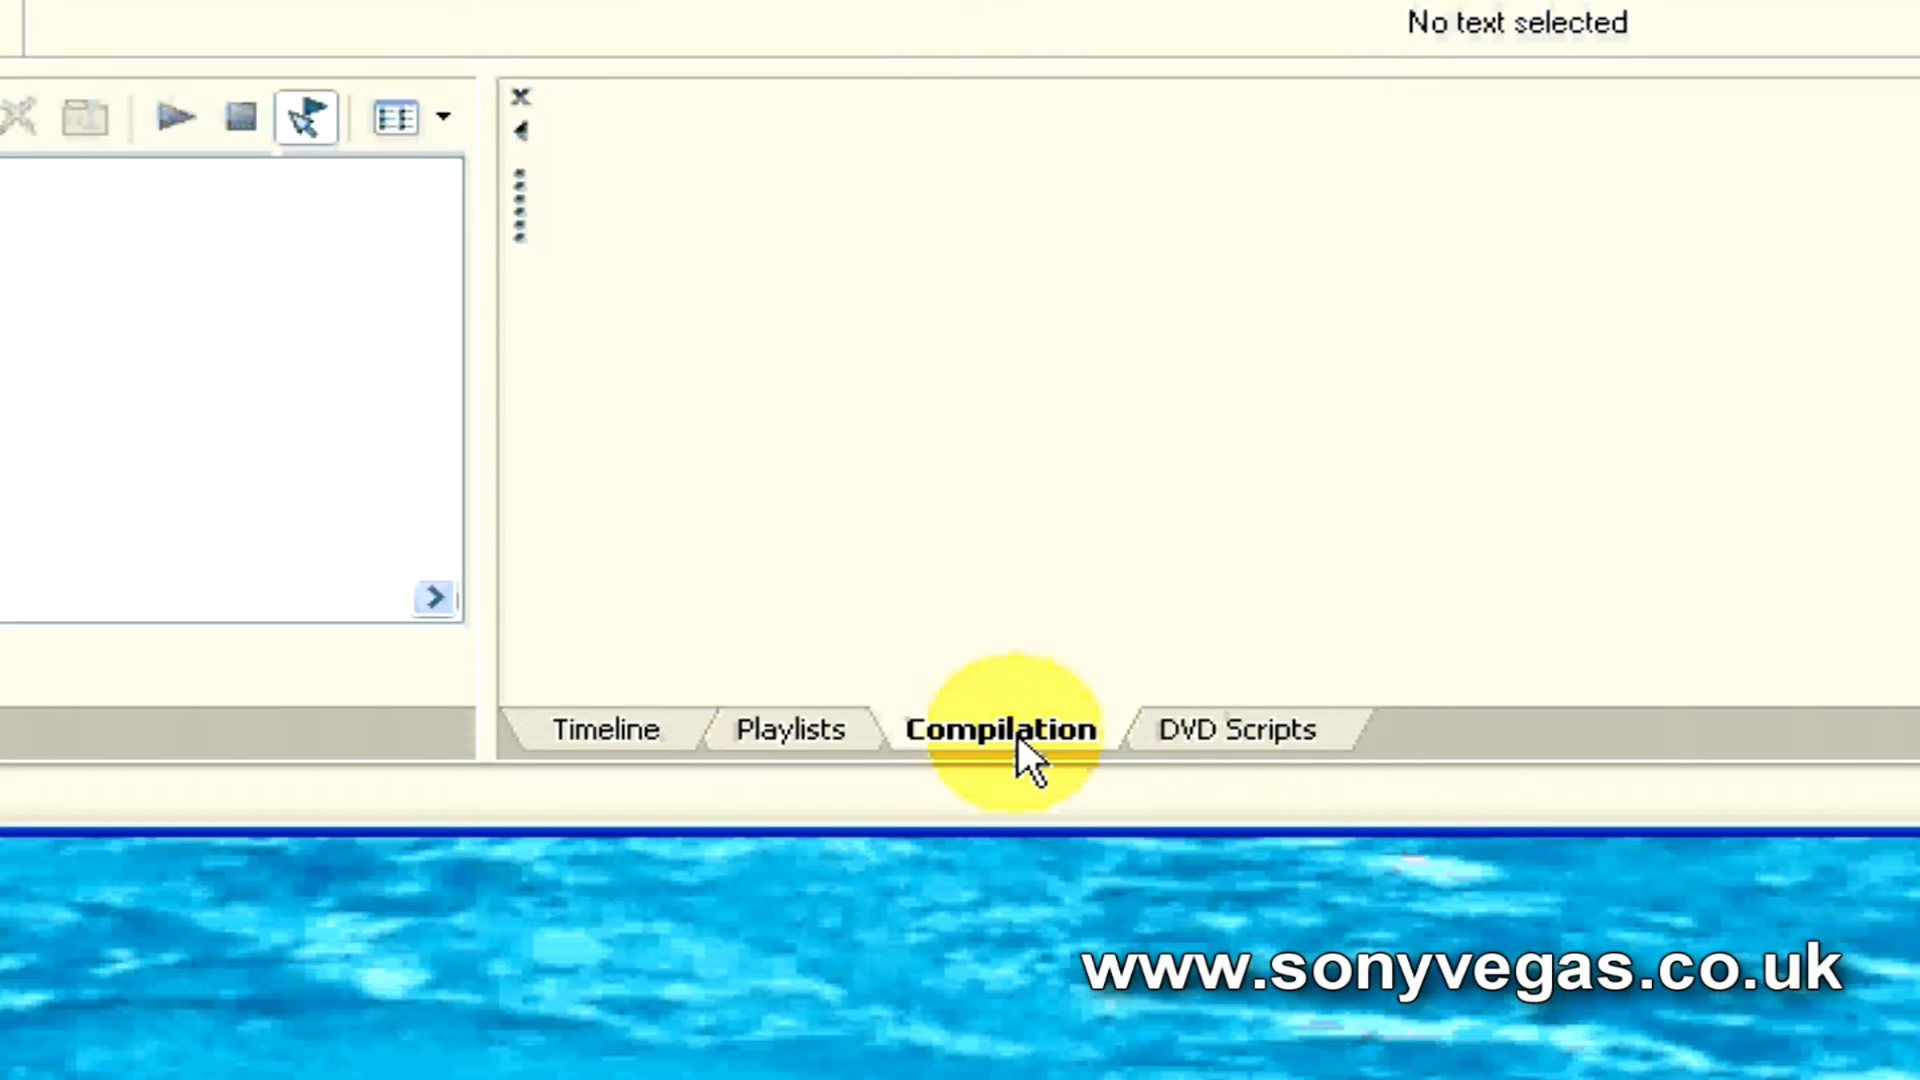 No text selected
Timeline
Playlists
Compilation
DVD Scripts
www.sonyvegas.co.uk